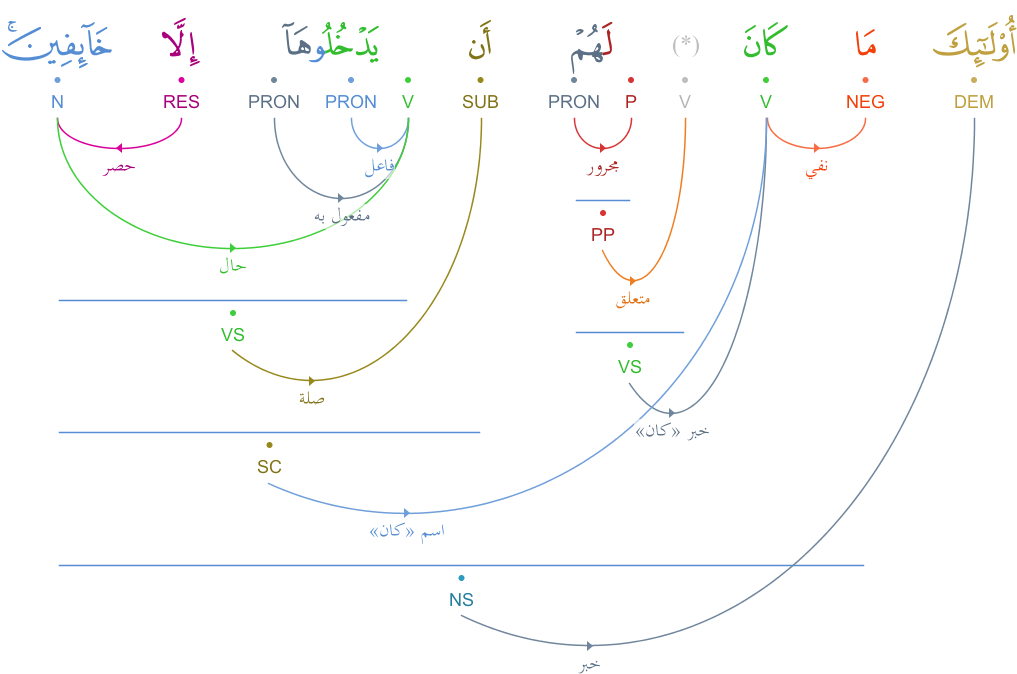 أُوْلَـٰٓئِكَ مَا كَانَ (*) لَهُمْ أَن يَدْخُلُوهَآ إِلَّا خَآئِفِينَ ۚ
DEM NEG V V P PRON SUB V PRON PRON RES N
نفي مجرور فاعل حصر
مفعول به
PP
حال
متعلق
VS VS
صلة
خبر «كان»
SC
اسم «كان»
NS
خبر